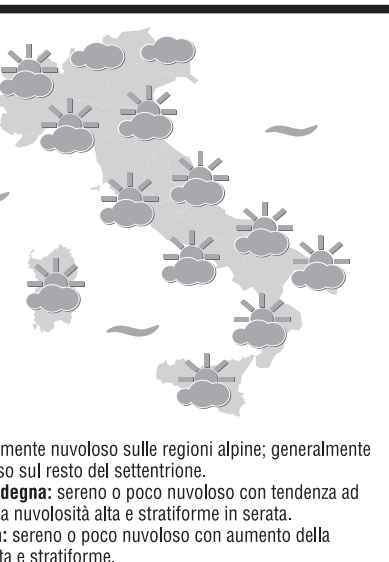 mente nuvoloso sulle regioni alpine; generalmente
so sul resto del settentrione.
degna: sereno o poco nuvoloso con tendenza ad
a nuvolosità alta e stratiforme in serata.
: sereno o poco nuvoloso con aumento della
ta e stratiforme.